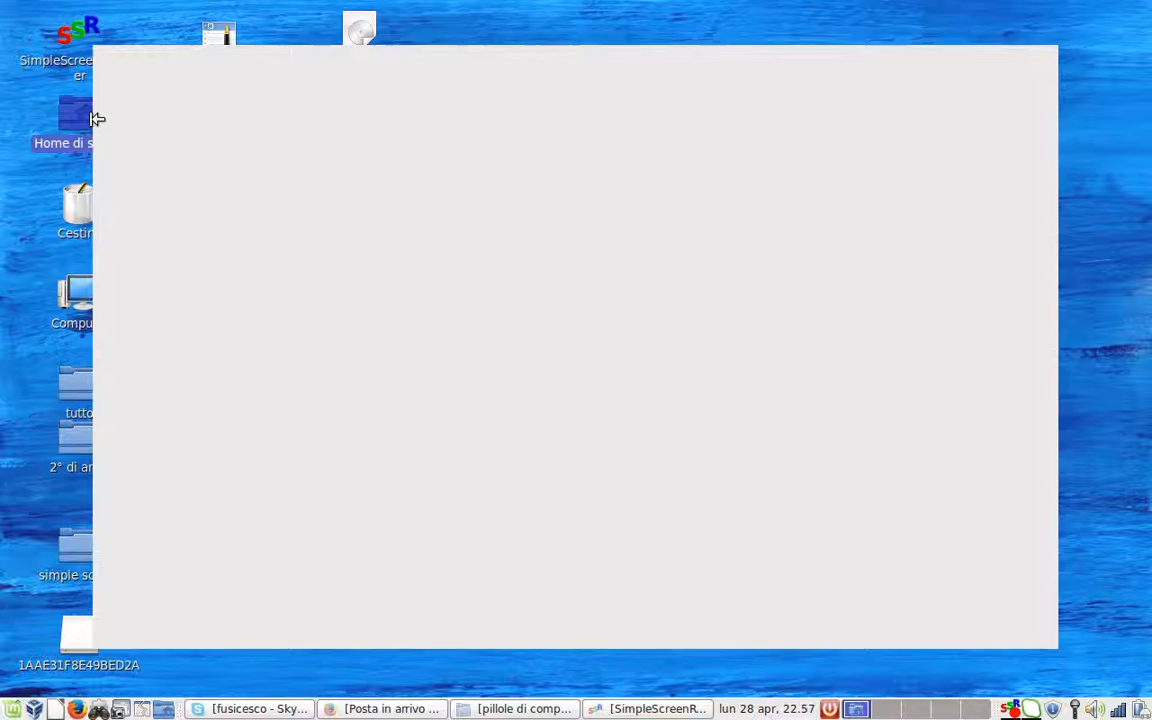 SSR
SimpleScree
er
Home di s
Cestin
Compu
tutto
2° di ar
simple sc
1AAE31F8E49BED2A
[fusicesco - Sky... [Posta in arrivo ... [pillole di comp... [SimpleScreenR... lun 28 apr, 22.57